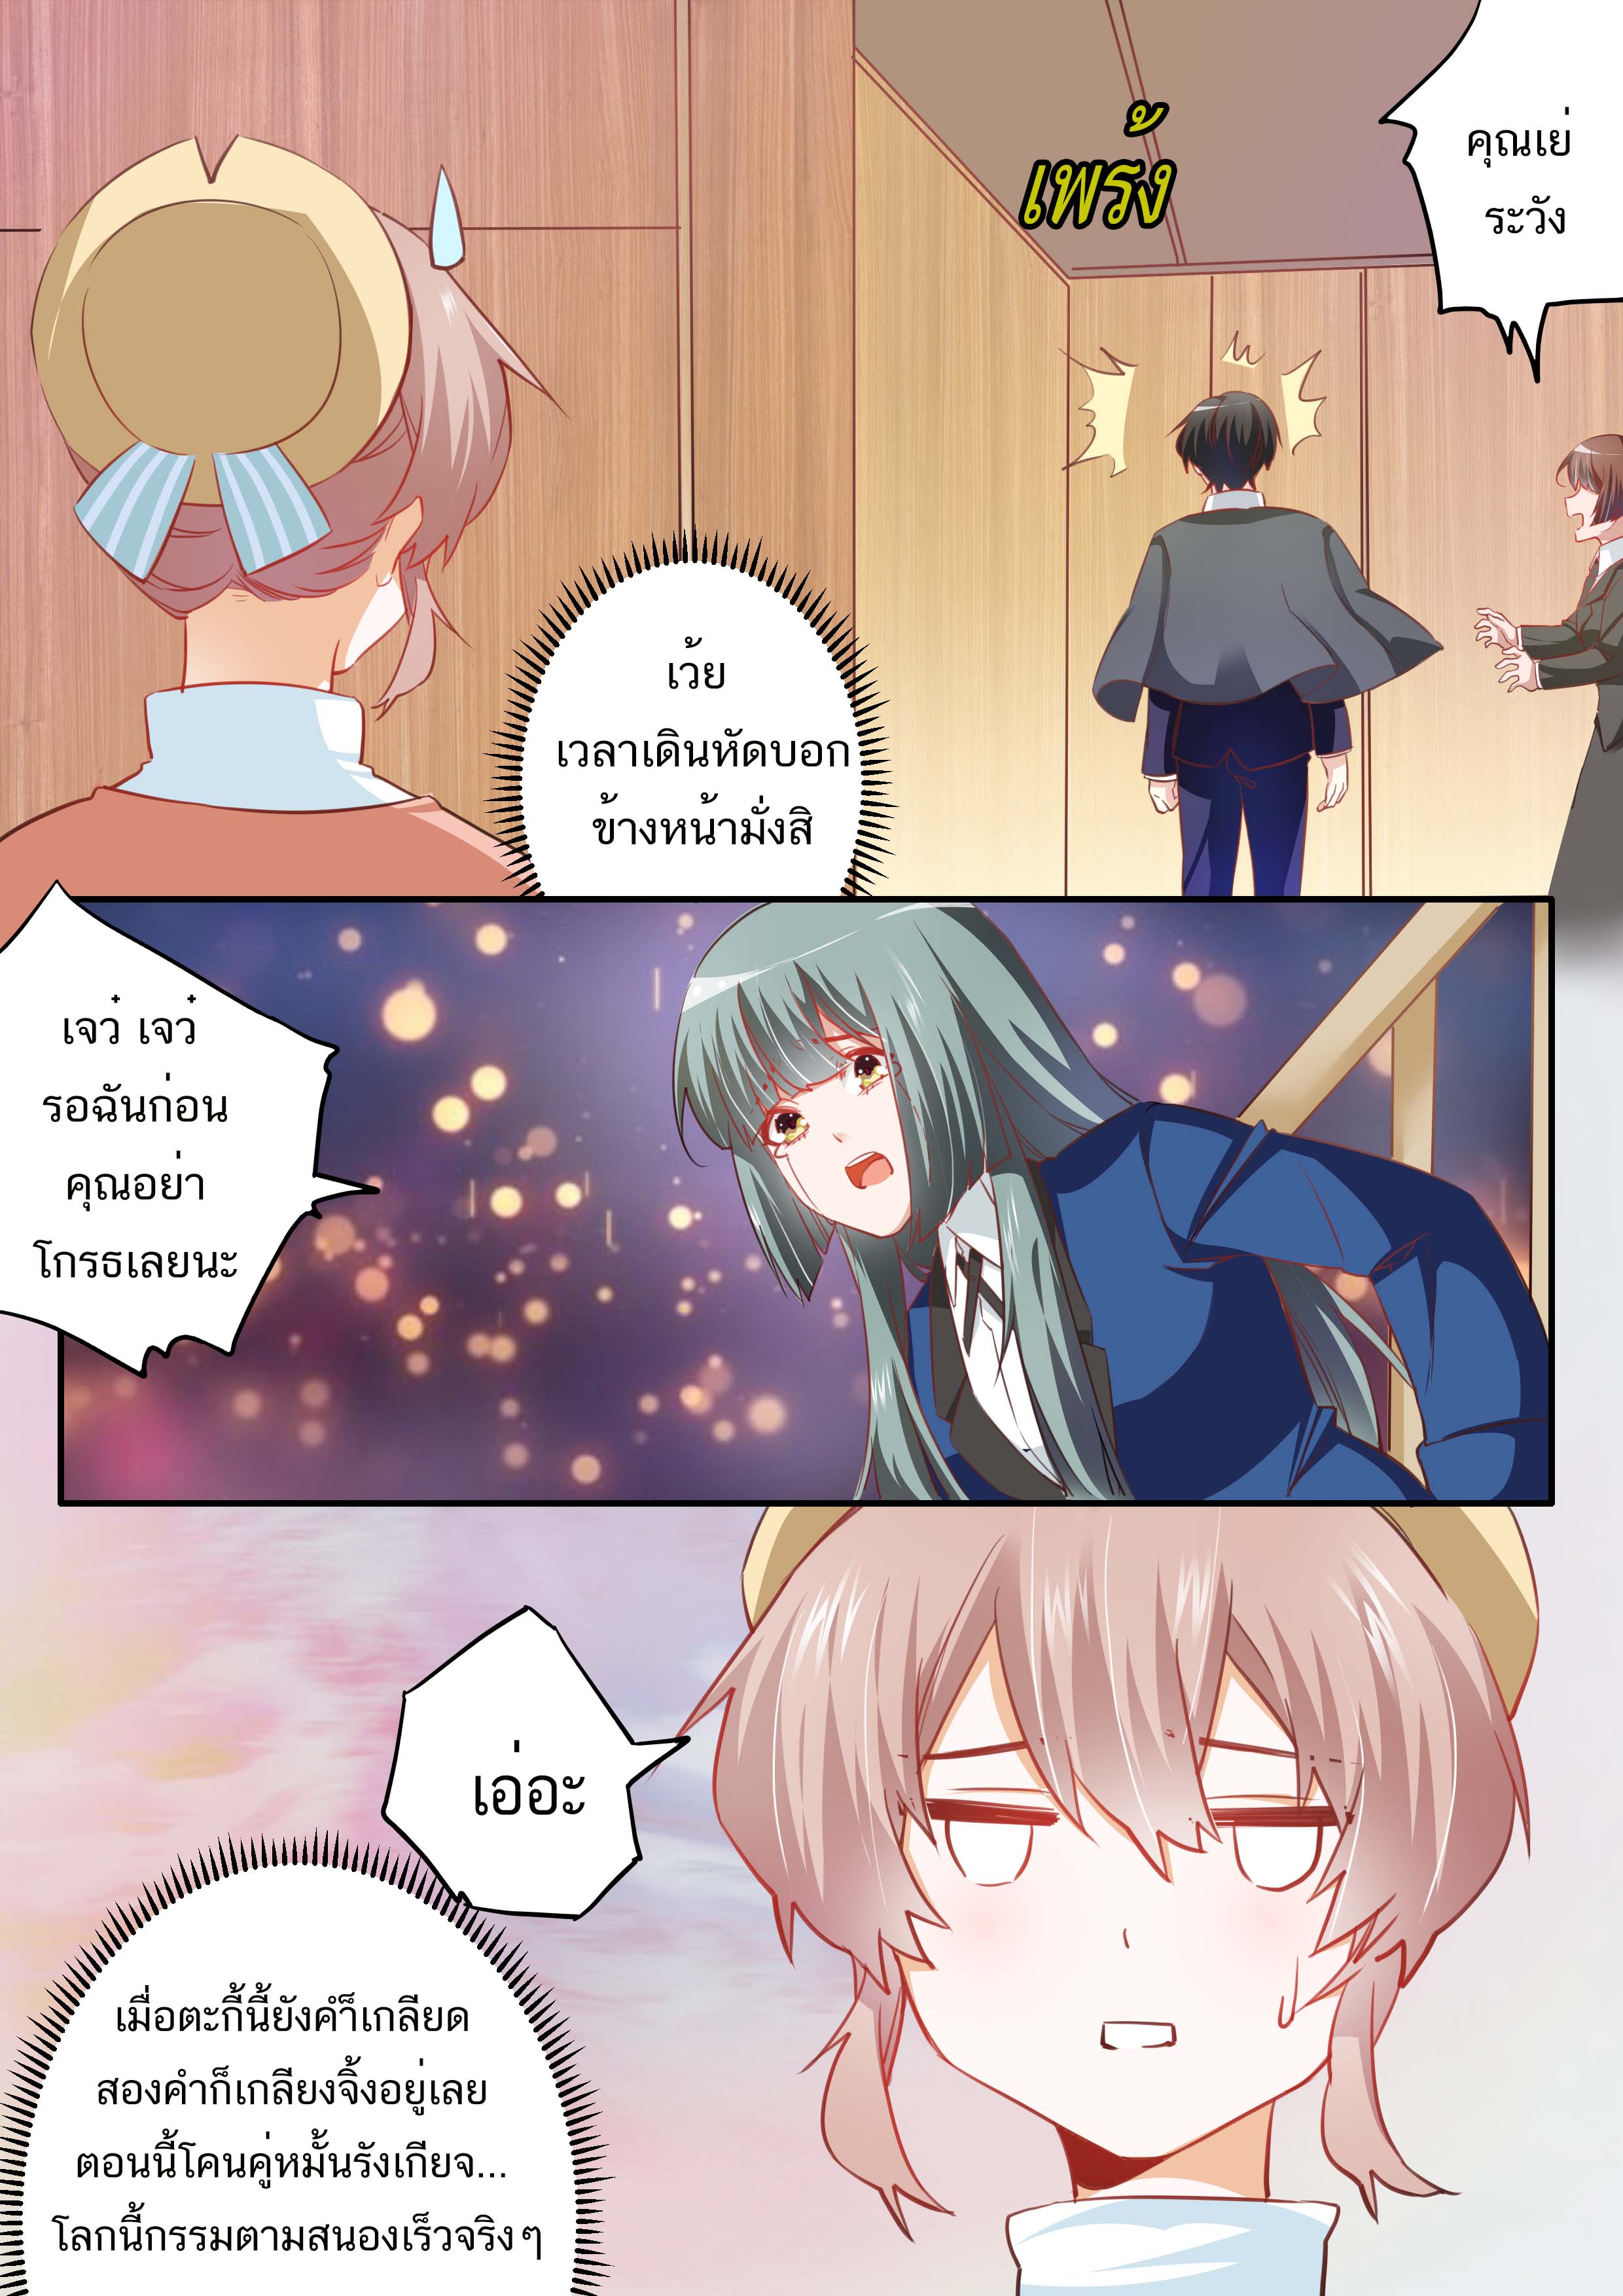 คุณเย่
ระวัง
เพร้ง
เว้ย
เวลาเดินหัดบอก
ข้างหน้ามั่งสิ
เจว๋ เจว๋
รอฉันก่อน
คุณอย่า
โกรธเลยนะ
เอ่อะ
เมื่อตะกี้นี้ยังคำ็เกลียด
สองคำก็เกลียงจิ้งอยู่เลย
ตอนนี้โคนคู่หมั้นรังเกียจ...
โลกนี้กรรมตามสนองเร็วจริงๆ